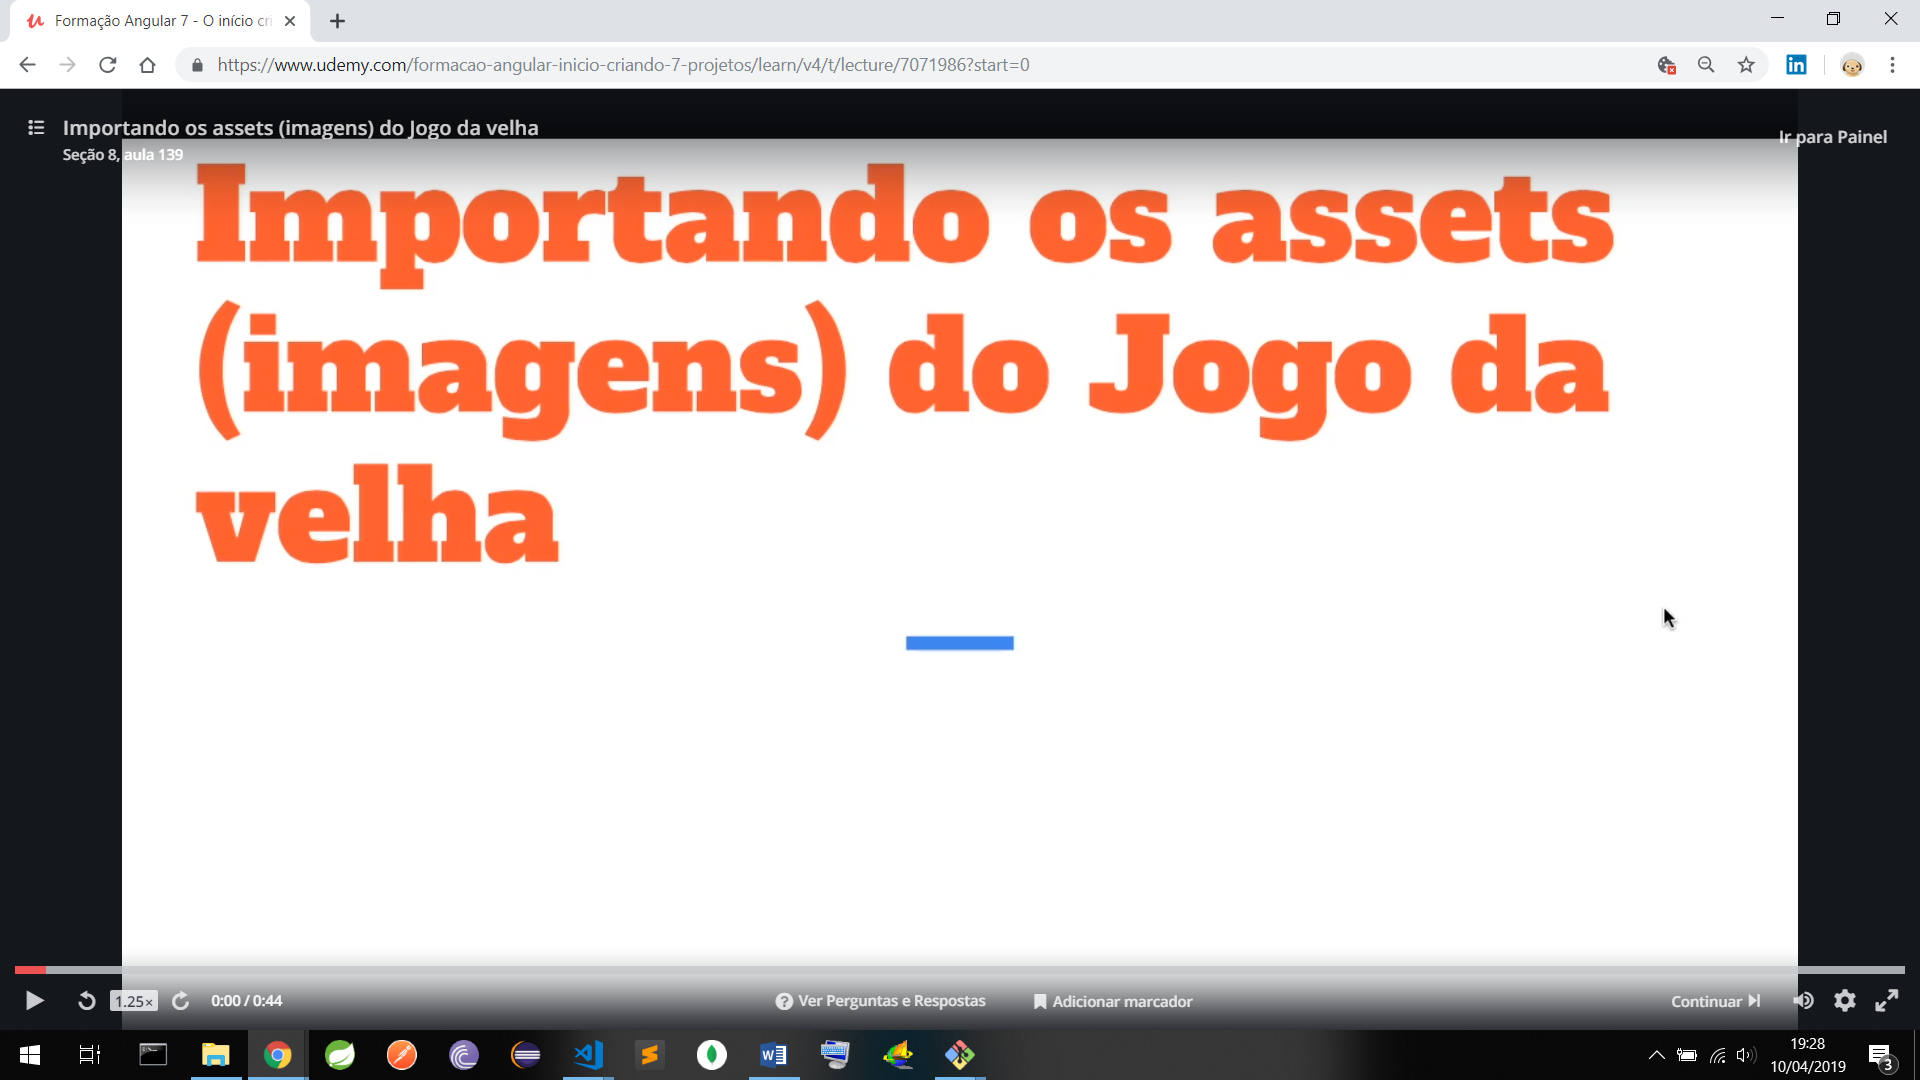 Formação Angular 7 - O início cri
https://www.udemy.com/formacao-angular-inicio-criando-7-projetos/learn/v4/t/lecture/7071986?start=0
Importando os assets (imagens) do Jogo da velha
Seção 8, aula 139
Ir para Painel
Importando os assets
(imagens) do Jogo da
velha
1.25x
0:00 / 0:44
Ver Perguntas e Respostas
Adicionar marcador
Continuar
19:28
10/04/2019
3